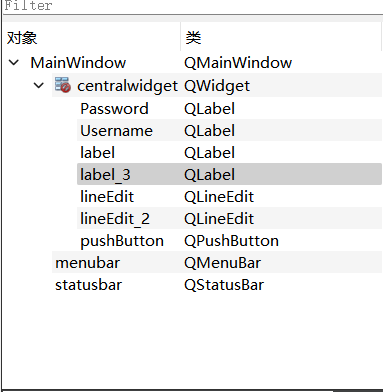 Filter
对象 类
MainWindow QMainWindow
centralwidget QWidget
Password QLabel
Username QLabel
label QLabel
label_3 QLabel
lineEdit QLineEdit
lineEdit_2 QLineEdit
pushButton QPushButton
menubar QMenuBar
statusbar QStatusBar